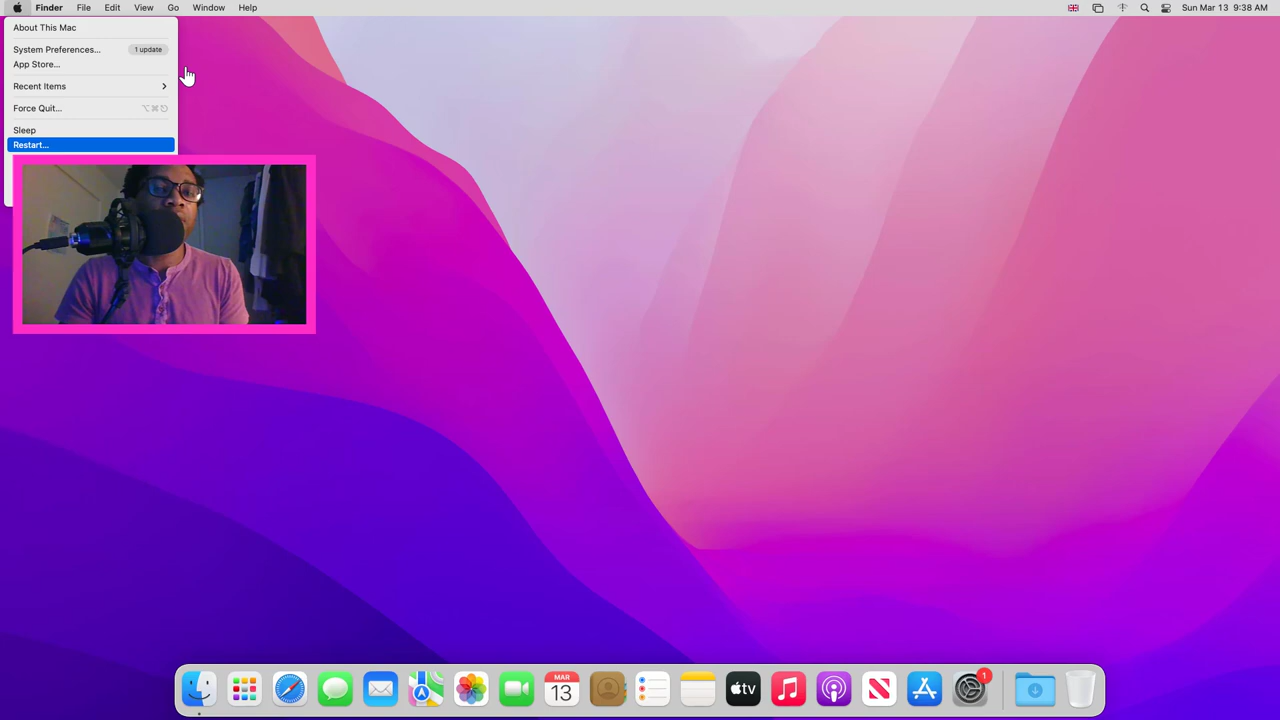 Finder File Edit View Go Window Help Sun Mar 13 9:38 AM
About This Mac
System Preferences... 1 update
App Store...
Recent Items
Force Quit... ⌥⌘⎋
Sleep
Restart...
MAR
13
tv
1